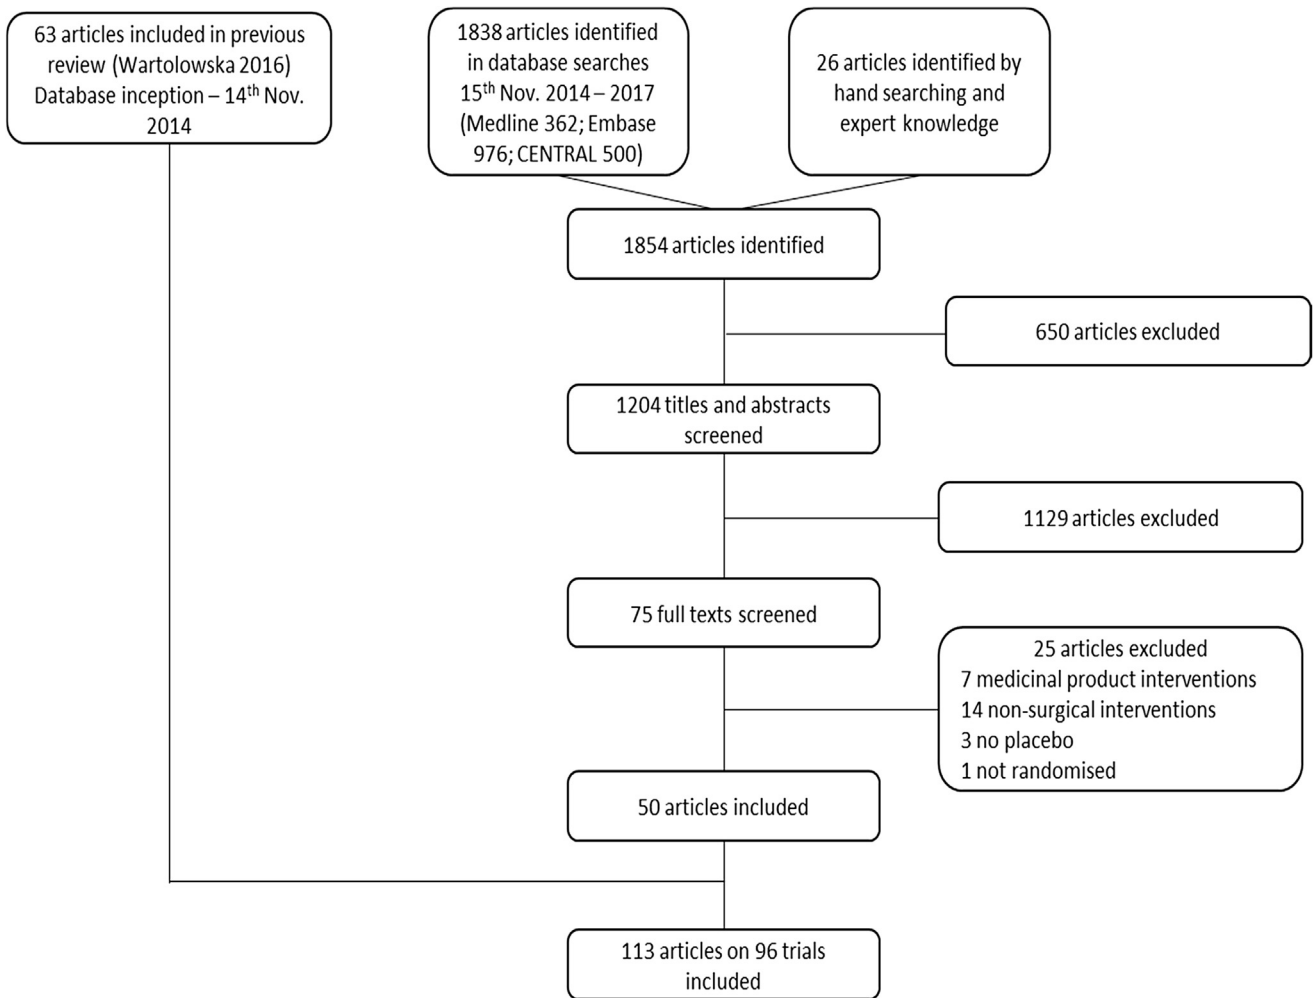 63 articles included in previous
review (Wartolowska 2016)
Database inception – 14th Nov.
2014
1838 articles identified
in database searches
15th Nov. 2014 – 2017
(Medline 362; Embase
976; CENTRAL 500)
26 articles identified by
hand searching and
expert knowledge
1854 articles identified
650 articles excluded
1204 titles and abstracts
screened
1129 articles excluded
75 full texts screened
25 articles excluded
7 medicinal product interventions
14 non-surgical interventions
3 no placebo
1 not randomised
50 articles included
113 articles on 96 trials
included